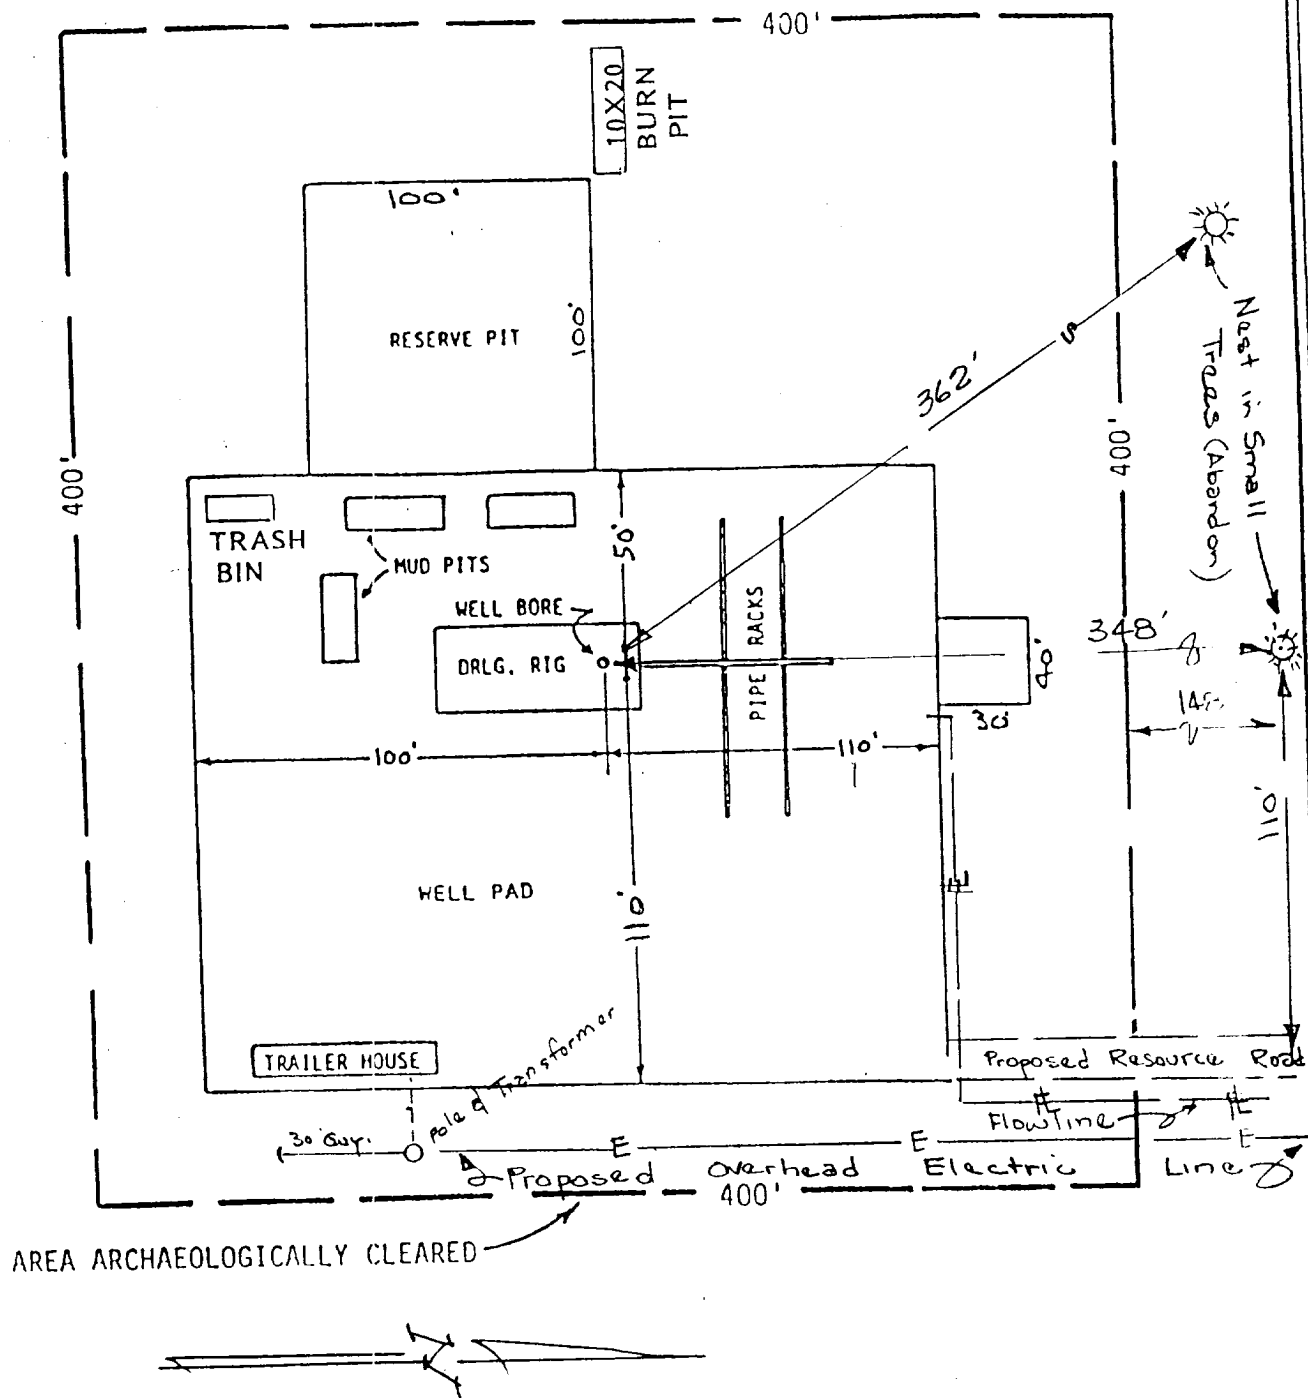 400'
10X20
BURN
PIT
100'
100'
RESERVE PIT
362'
Nest in Small
Trees (Abandon)
400'
400'
TRASH
BIN
MUD PITS
50'
WELL BORE
DRLG. RIG
PIPE RACKS
348'
40'
30'
100'
110'
110'
WELL PAD
110'
TRAILER HOUSE
Pole & Transformer
Proposed Resource Road
Flowline
30' Guy.
E
E
E
Proposed Overhead Electric Line
400'
AREA ARCHAEOLOGICALLY CLEARED